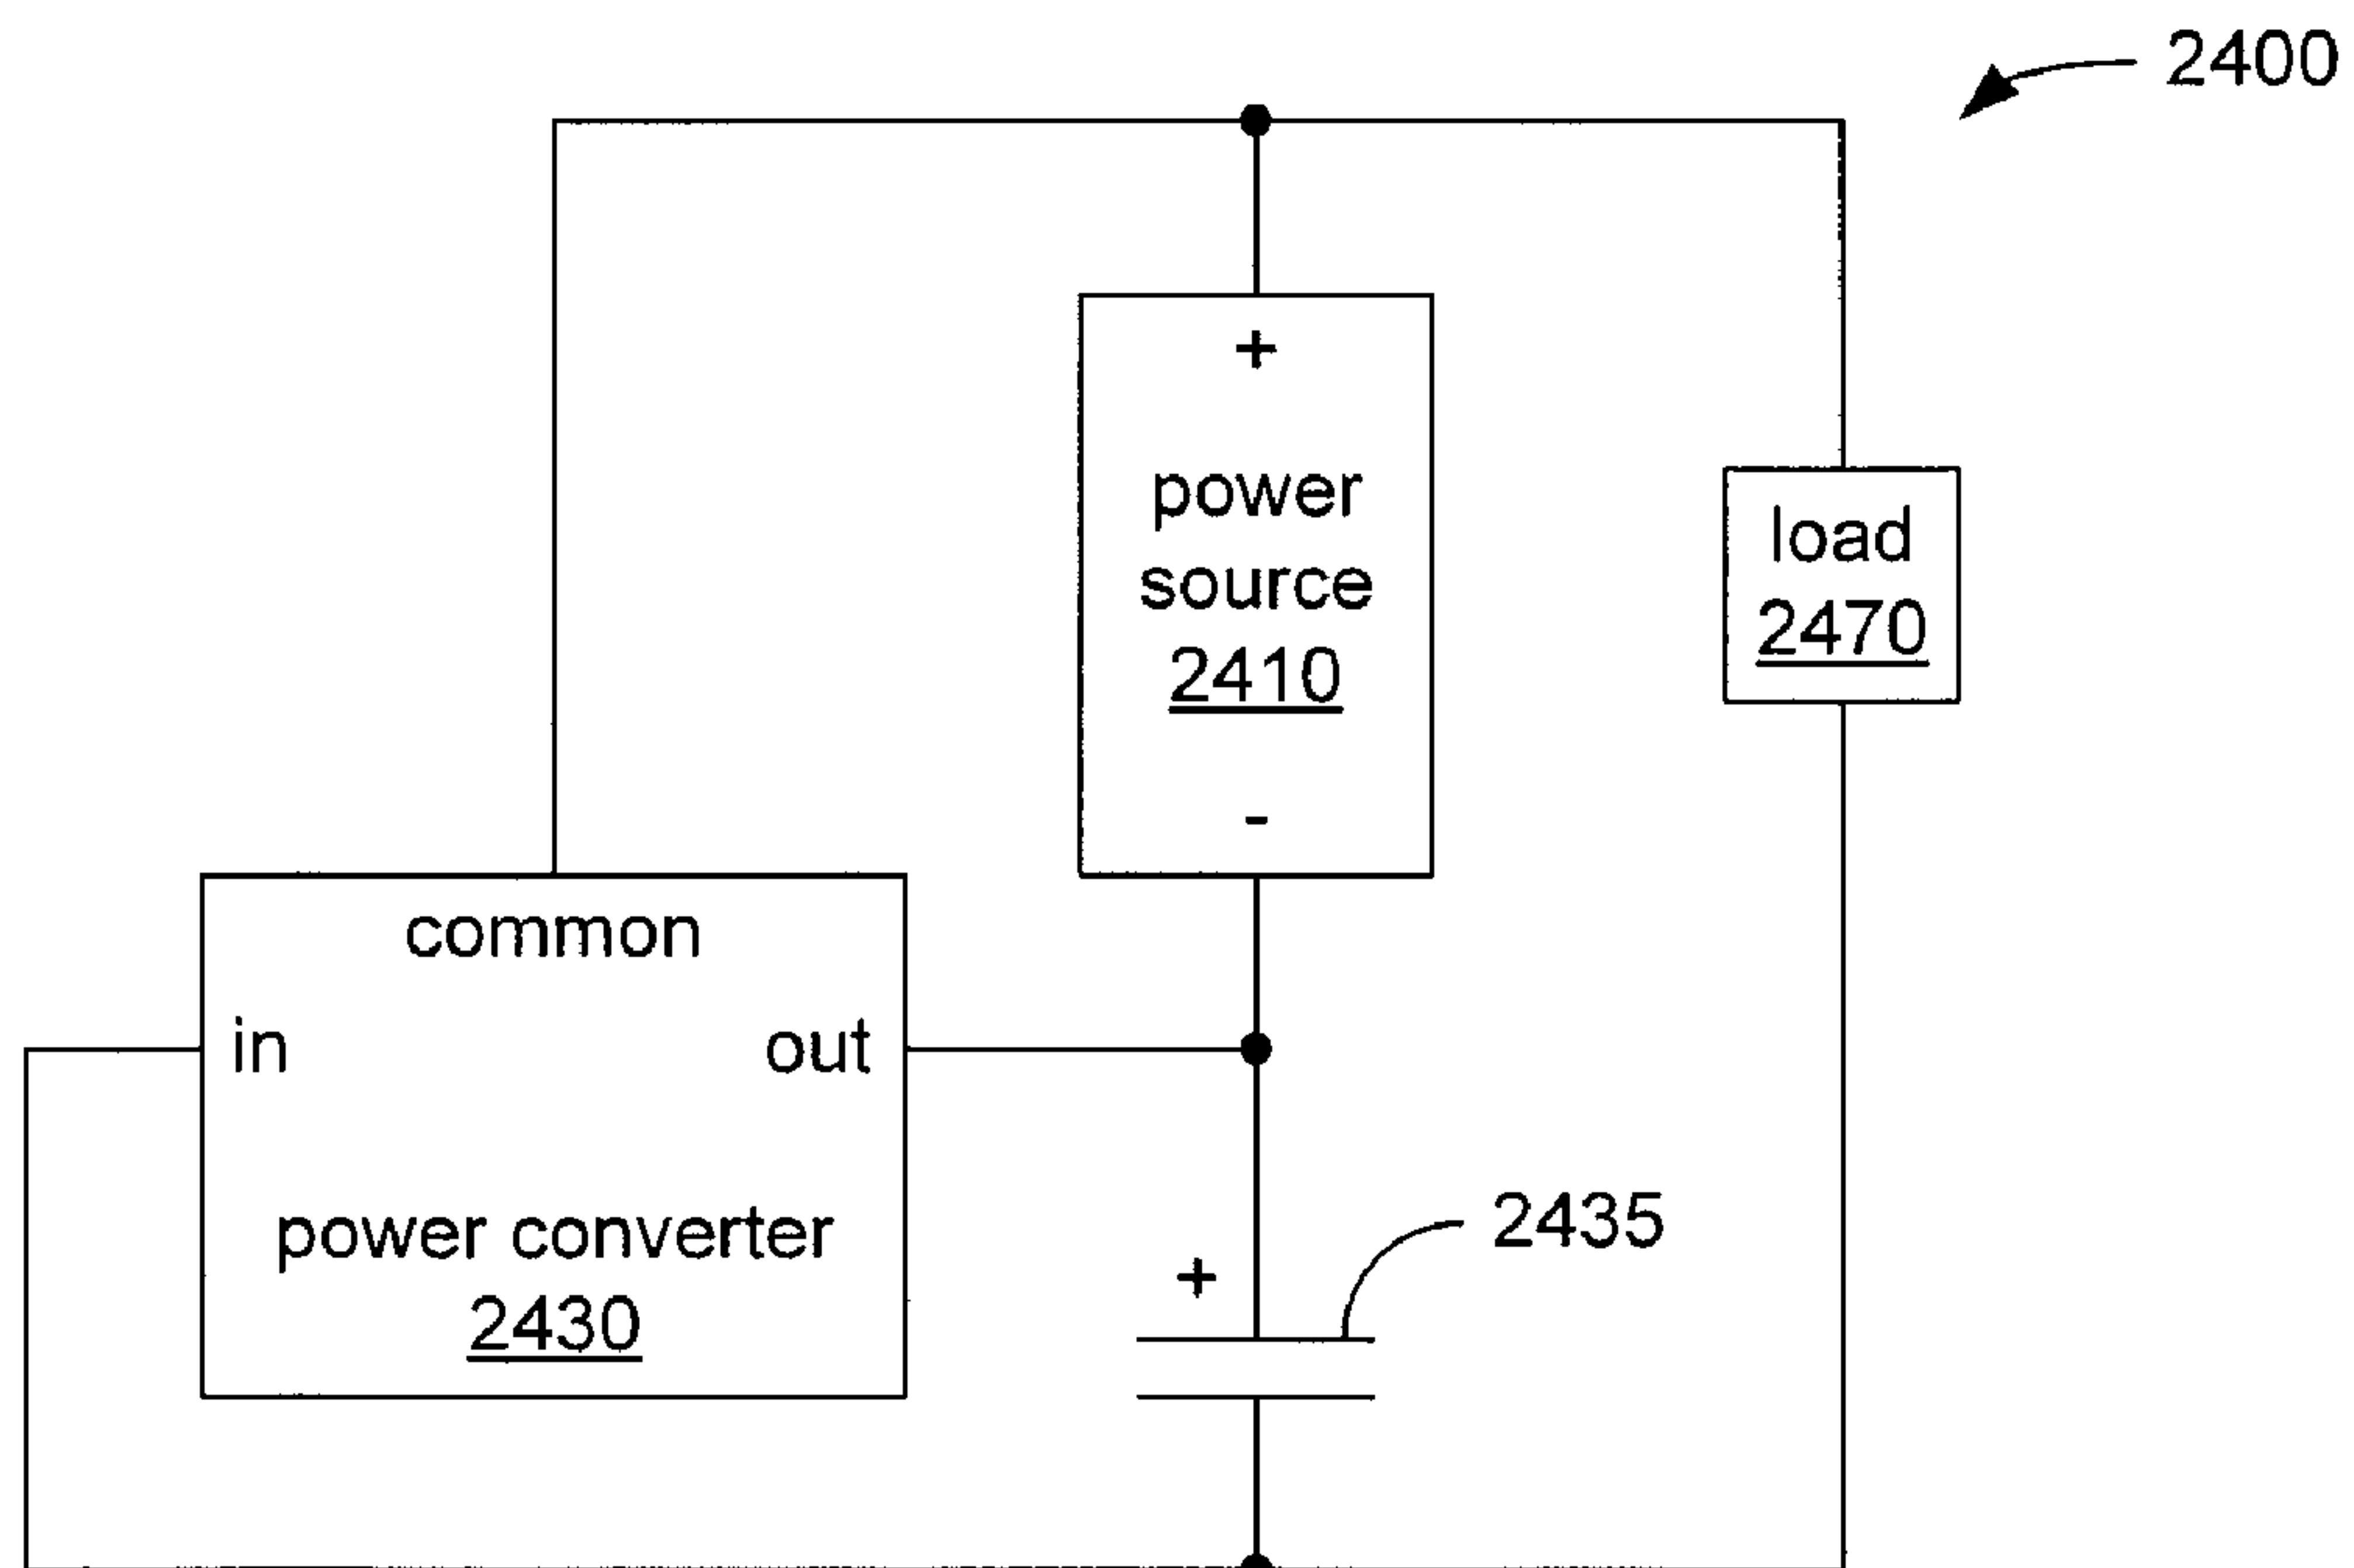 2400
+
power
source
2410
-
load
2470
common
in
out
power converter
2430
+
2435